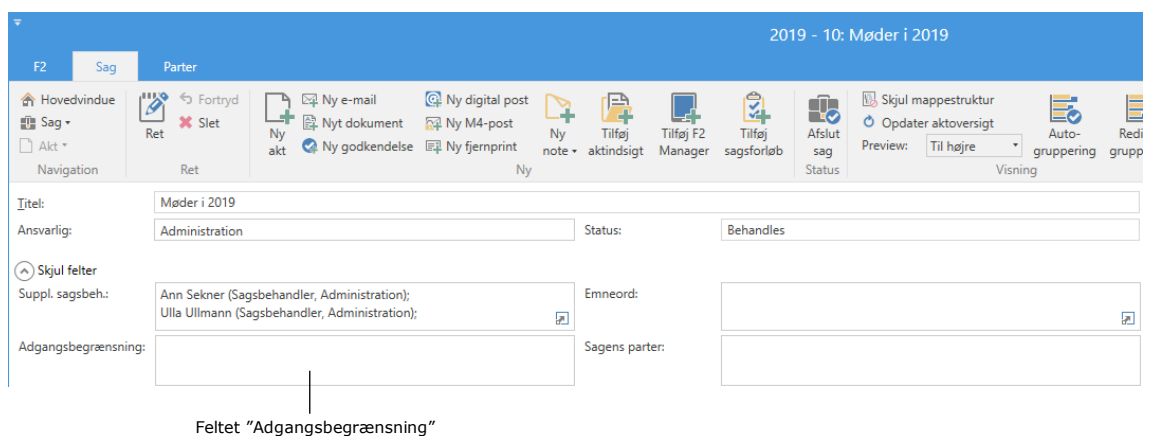 2019 - 10: Møder i 2019
F2 Sag Parter
Hovedvindue
Sag
Akt
Navigation
Ret
Fortryd
Slet
Ret
Ny akt
Ny e-mail
Nyt dokument
Ny godkendelse
Ny digital post
Ny M4-post
Ny fjernprint
Ny note
Tilføj aktindsigt
Tilføj F2 Manager
Tilføj sagsforløb
Ny
Afslut sag
Status
Skjul mappestruktur
Opdater aktoversigt
Preview: Til højre
Auto-gruppering
Redi
grupp
Visning
Titel: Møder i 2019
Ansvarlig: Administration Status: Behandles
Skjul felter
Suppl. sagsbeh.: Ann Sekner (Sagsbehandler, Administration); Emneord:
Ulla Ullmann (Sagsbehandler, Administration);
Adgangsbegrænsning: Sagens parter:
Feltet ”Adgangsbegrænsning”